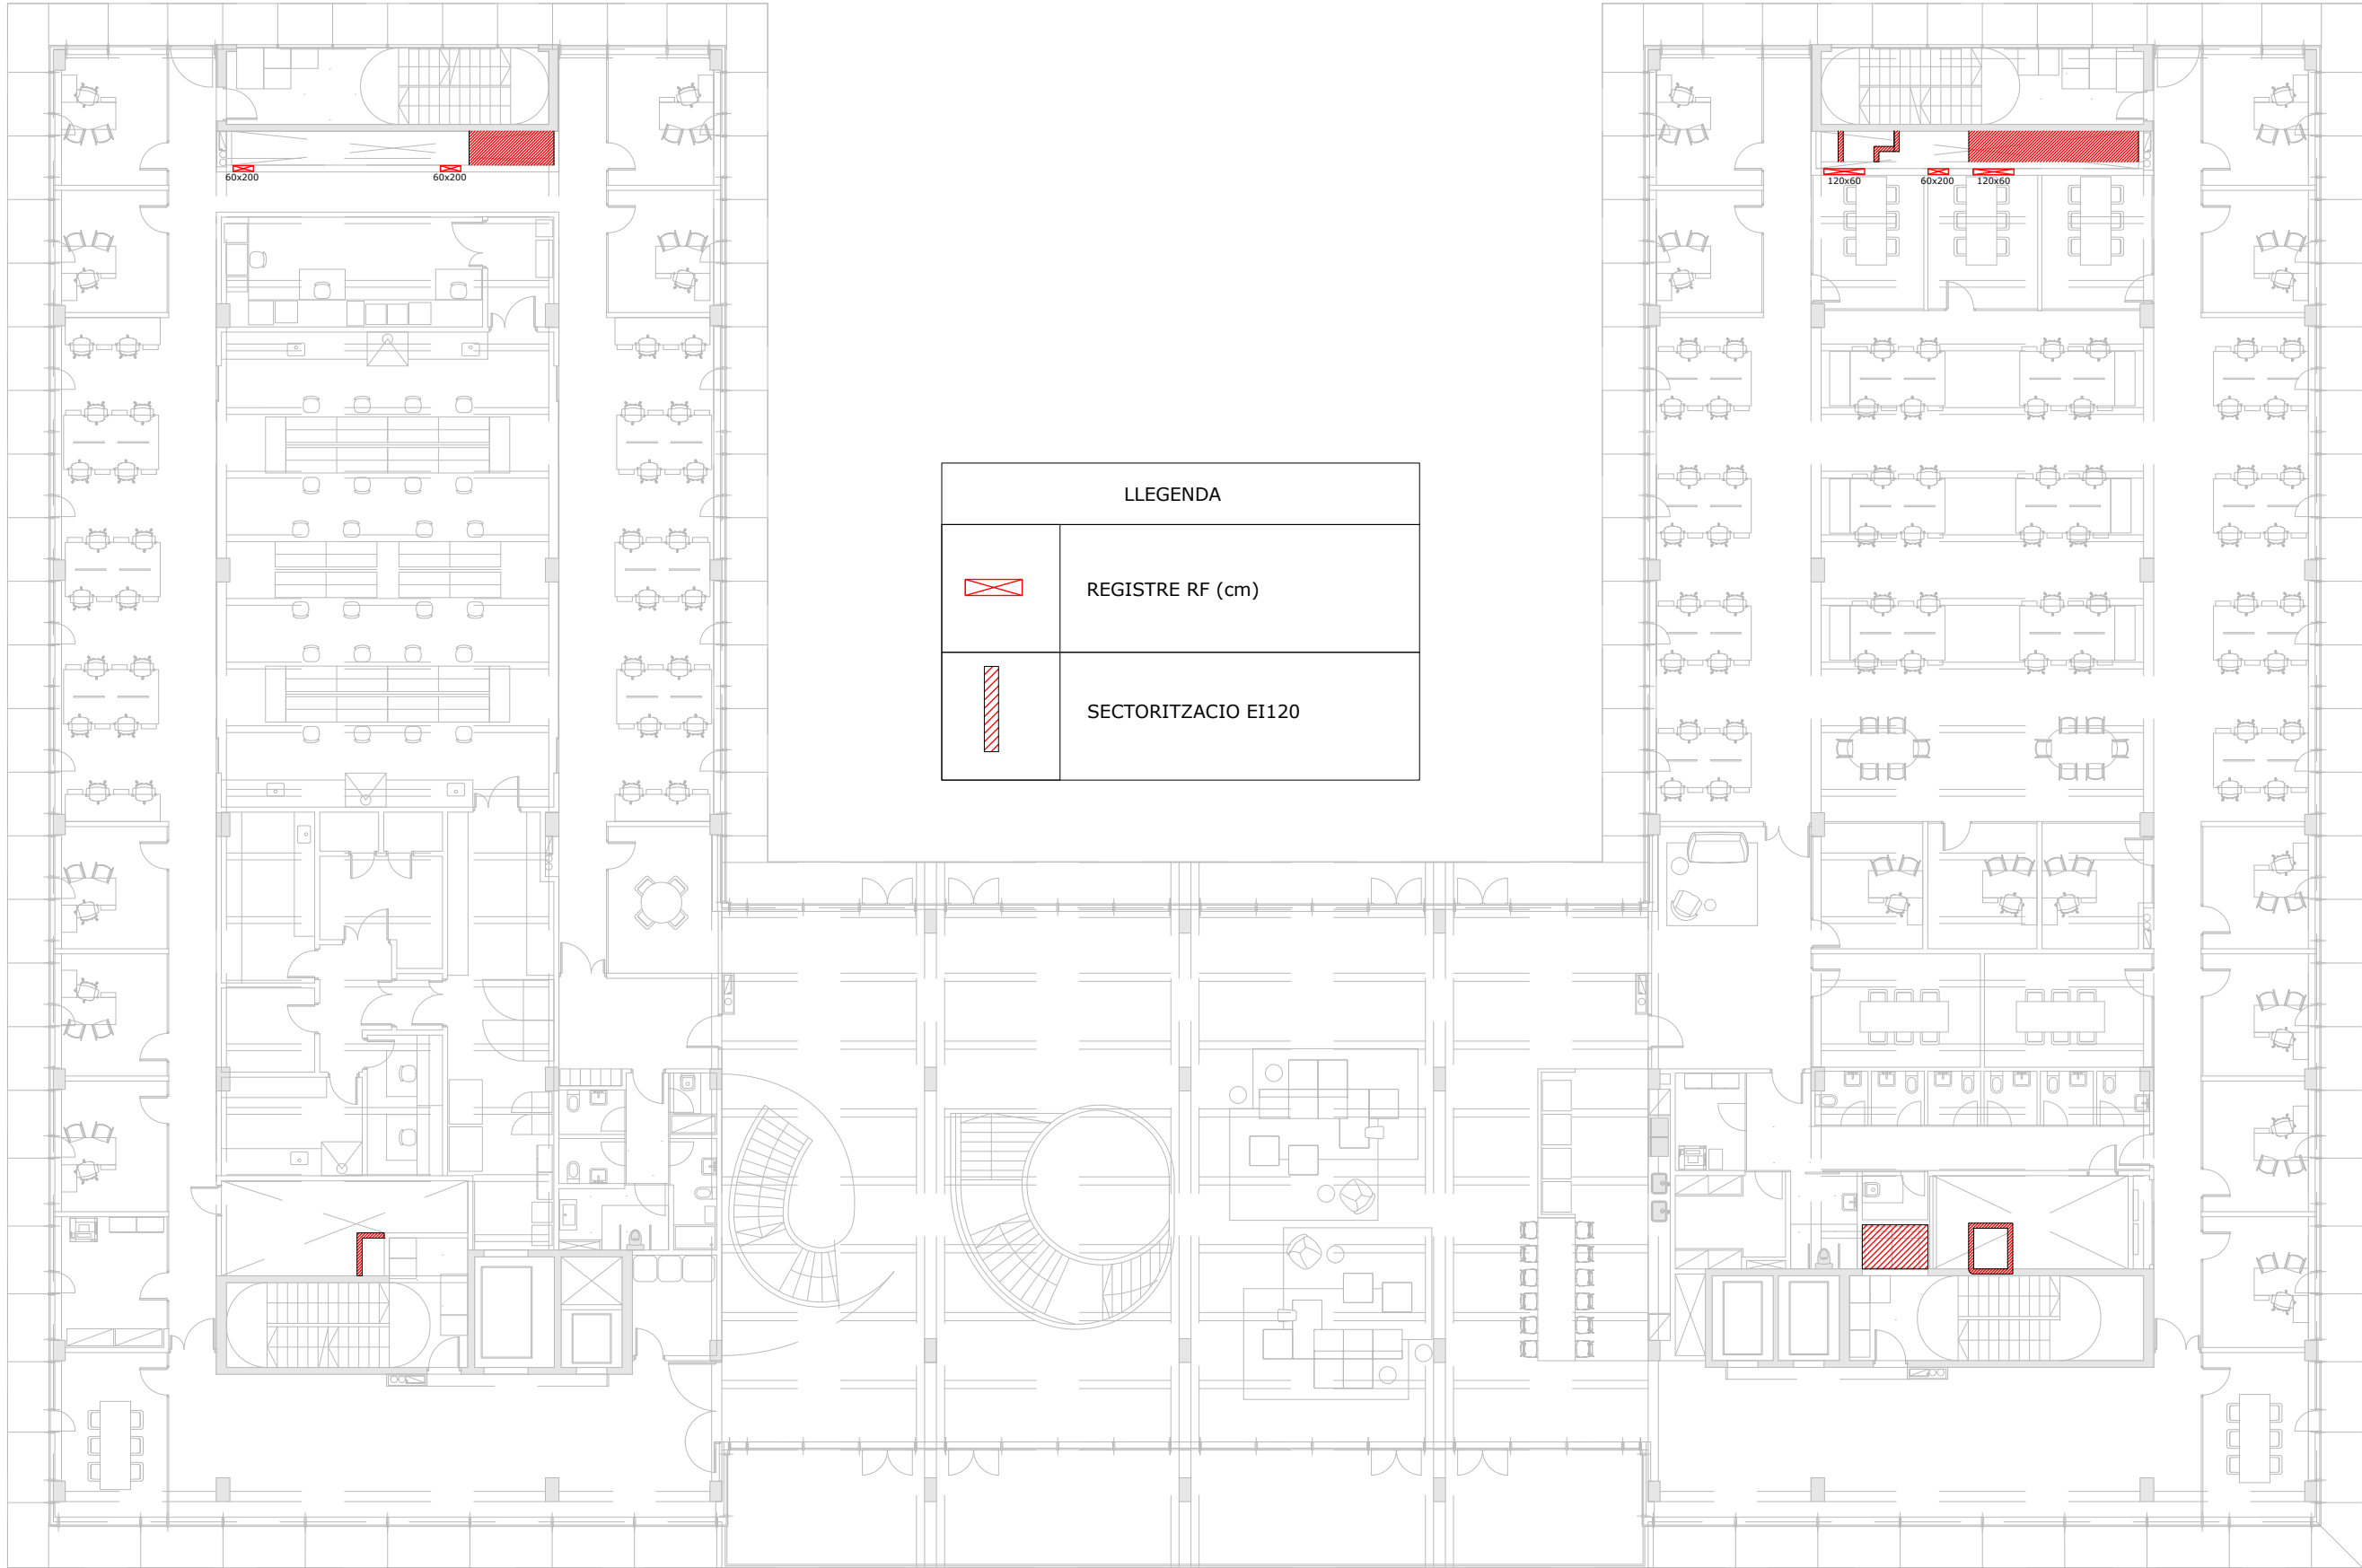 60x200
60x200
120x60
60x200
120x60
LLEGENDA
REGISTRE RF (cm)
SECTORITZACIO EI120